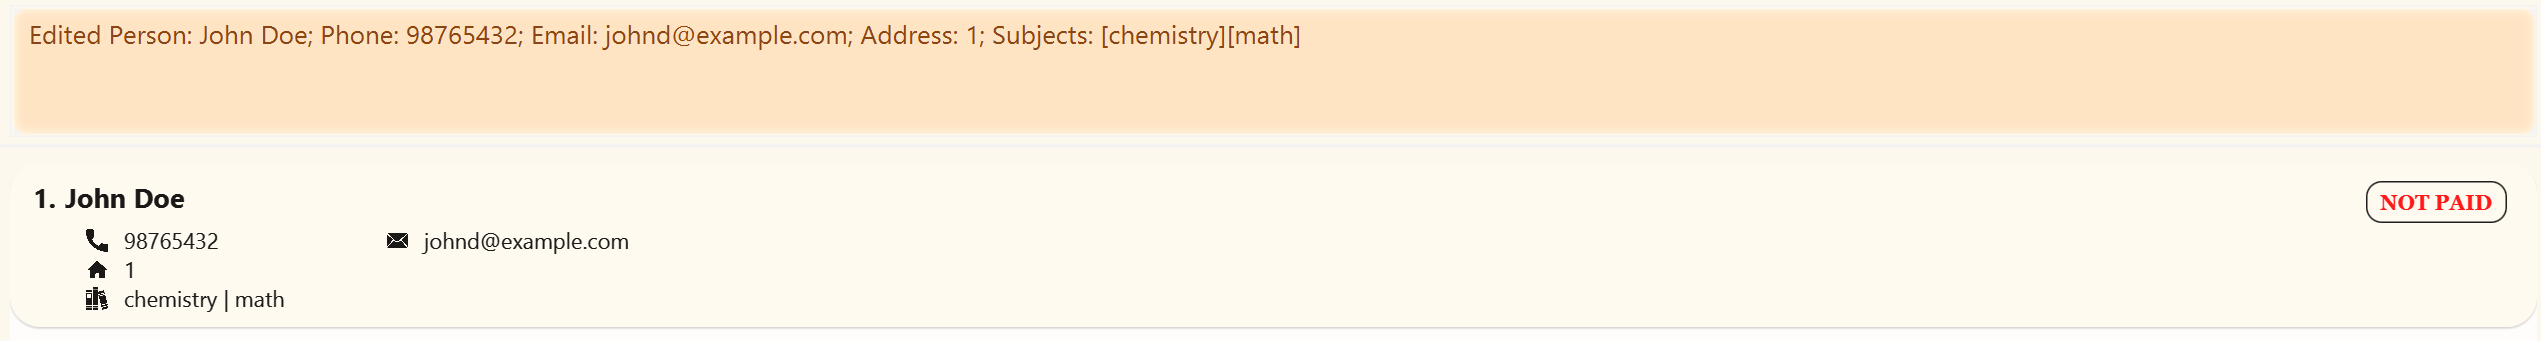 Edited Person: John Doe; Phone: 98765432; Email: johnd@example.com; Address: 1; Subjects: [chemistry][math]
1. John Doe
NOT PAID
98765432 johnd@example.com
1
chemistry | math